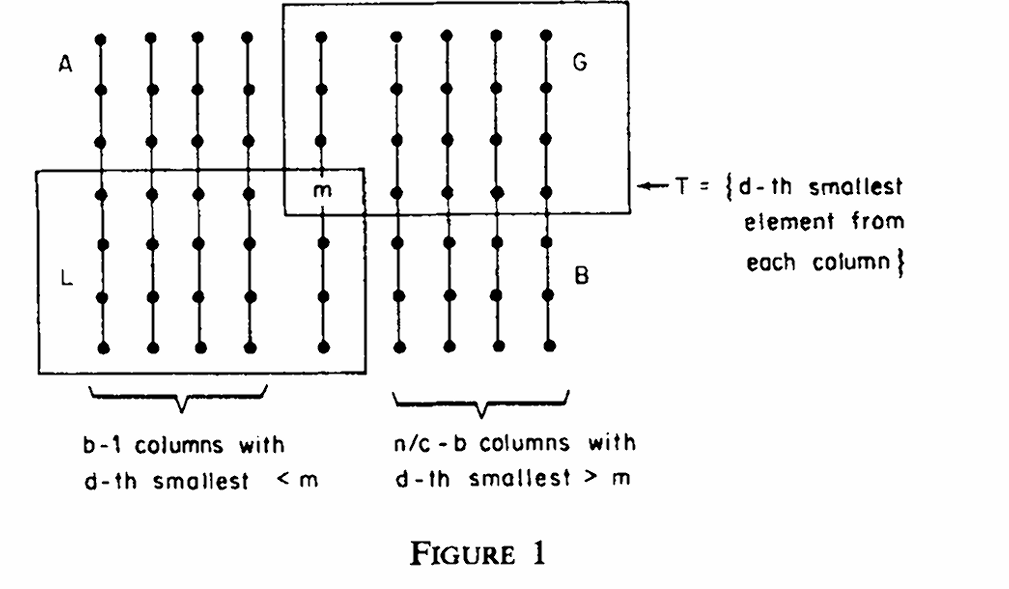 A
G
m
T = {d-th smallest
element from
each column}
L
B
b-1 columns with
d-th smallest < m
n/c - b columns with
d-th smallest > m
FIGURE 1